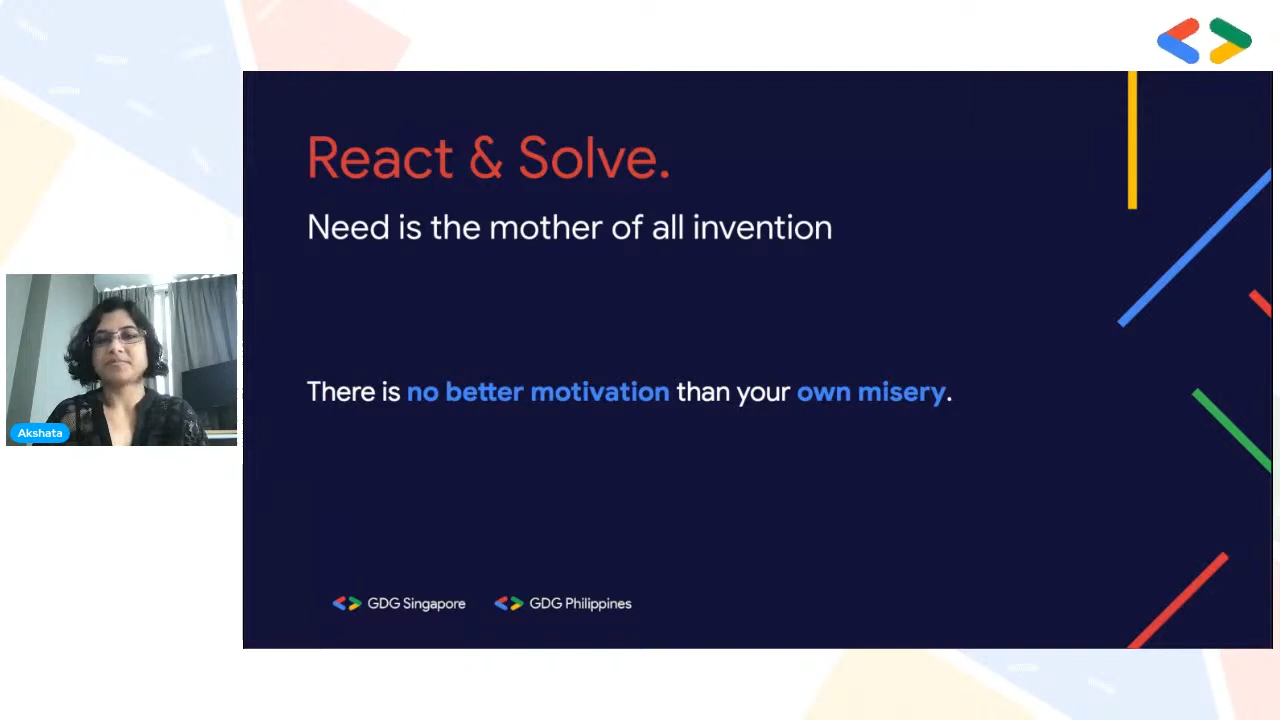 React & Solve.
Need is the mother of all invention
There is no better motivation than your own misery.
Akshata
GDG Singapore
GDG Philippines